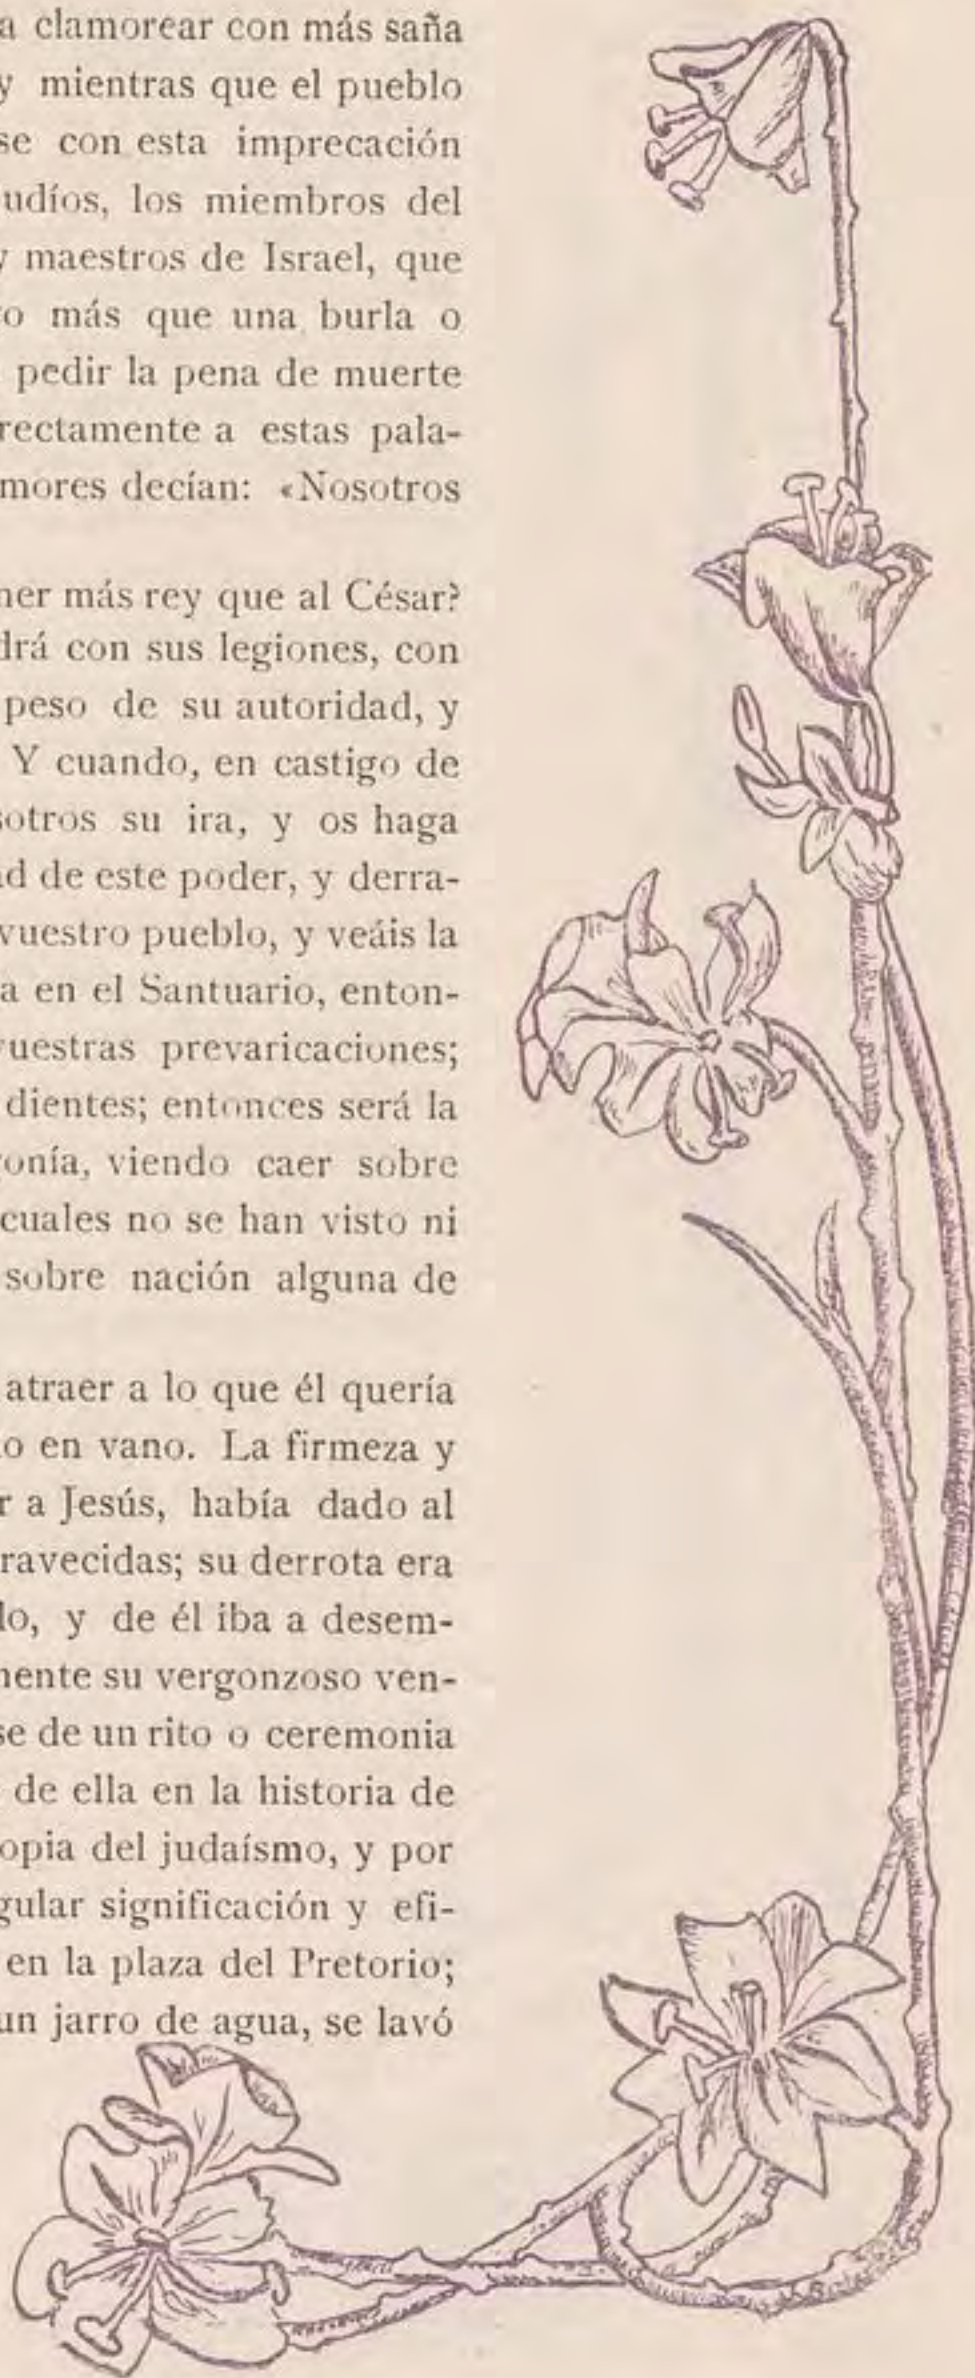 a clamorear con más saña
y mientras que el pueblo
se con esta imprecación
udíos, los miembros del
y maestros de Israel, que
o más que una burla o
pedir la pena de muerte
rectamente a estas pala-
mores decían: «Nosotros
ner más rey que al César?
drá con sus legiones, con
peso de su autoridad, y
Y cuando, en castigo de
sotros su ira, y os haga
ad de este poder, y derra-
vuestro pueblo, y veáis la
a en el Santuario, enton-
vuestras prevaricaciones;
dientes; entonces será la
onía, viendo caer sobre
cuales no se han visto ni
sobre nación alguna de
atraer a lo que él quería
o en vano. La firmeza y
r a Jesús, había dado al
ravecidas; su derrota era
lo, y de él iba a desem-
mente su vergonzoso ven-
se de un rito o ceremonia
de ella en la historia de
opia del judaísmo, y por
gular significación y efi-
en la plaza del Pretorio;
un jarro de agua, se lavó